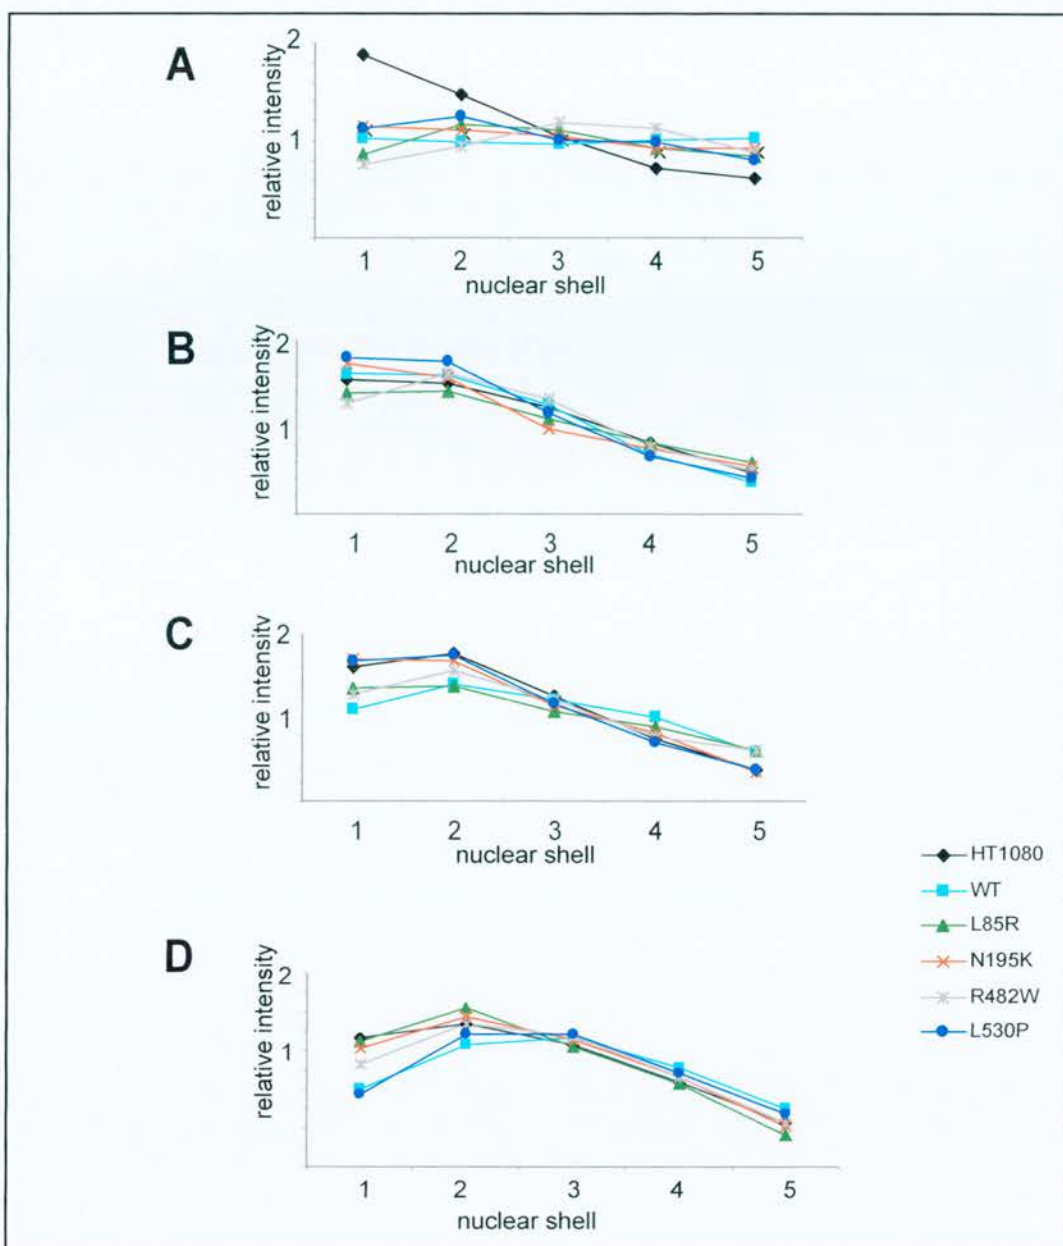 A
relative intensity
2
1
1 2 3 4 5
nuclear shell
B
relative intensity
2
1
1 2 3 4 5
nuclear shell
C
relative intensity
2
1
1 2 3 4 5
nuclear shell
D
relative intensity
2
1
1 2 3 4 5
nuclear shell
HT1080
WT
L85R
N195K
R482W
L530P